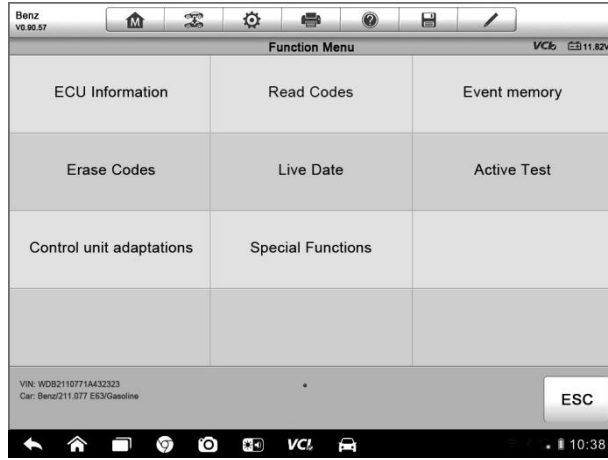 Benz
V0.90.57
Function Menu
VCI
11.82V
ECU Information
Read Codes
Event memory
Erase Codes
Live Date
Active Test
Control unit adaptations
Special Functions
VIN: WDB2110771A432323
Car: Benz/211.077 E63/Gasoline
ESC
VCI
10:38